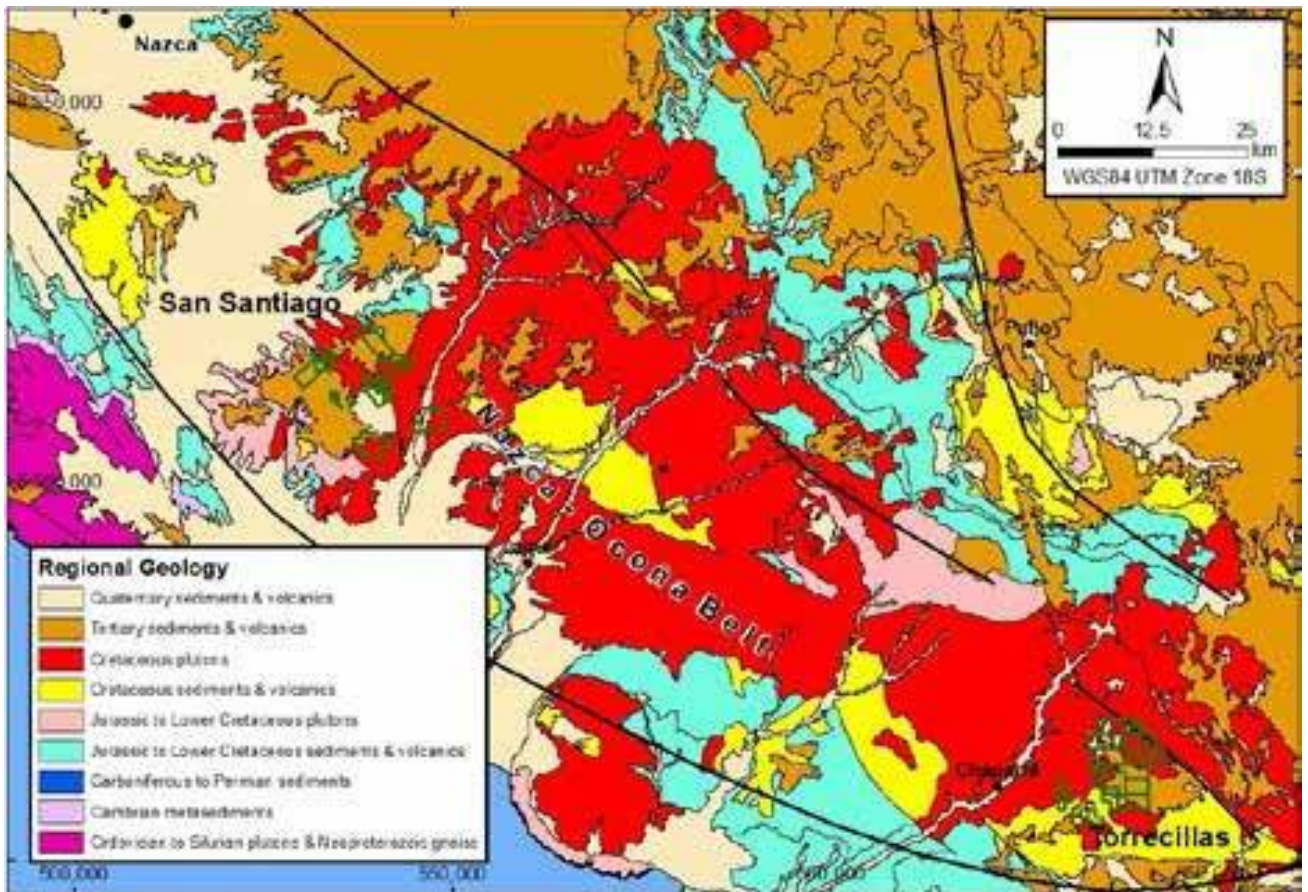 Nazca
N
0 12.5 25
km
WGS84 UTM Zone 18S
San Santiago
Pullo
Incuyo
Nazca - Ocona Belt
Regional Geology
Quaternary sediments & volcanics
Tertiary sediments & volcanics
Cretaceous plutons
Cretaceous sediments & volcanics
Jurassic to Lower Cretaceous plutons
Jurassic to Lower Cretaceous sediments & volcanics
Carboniferous to Permian sediments
Cambrian metasediments
Ordovician to Silurian plutons & Neoproterozoic gneiss
Torrecillas
500,000
550,000